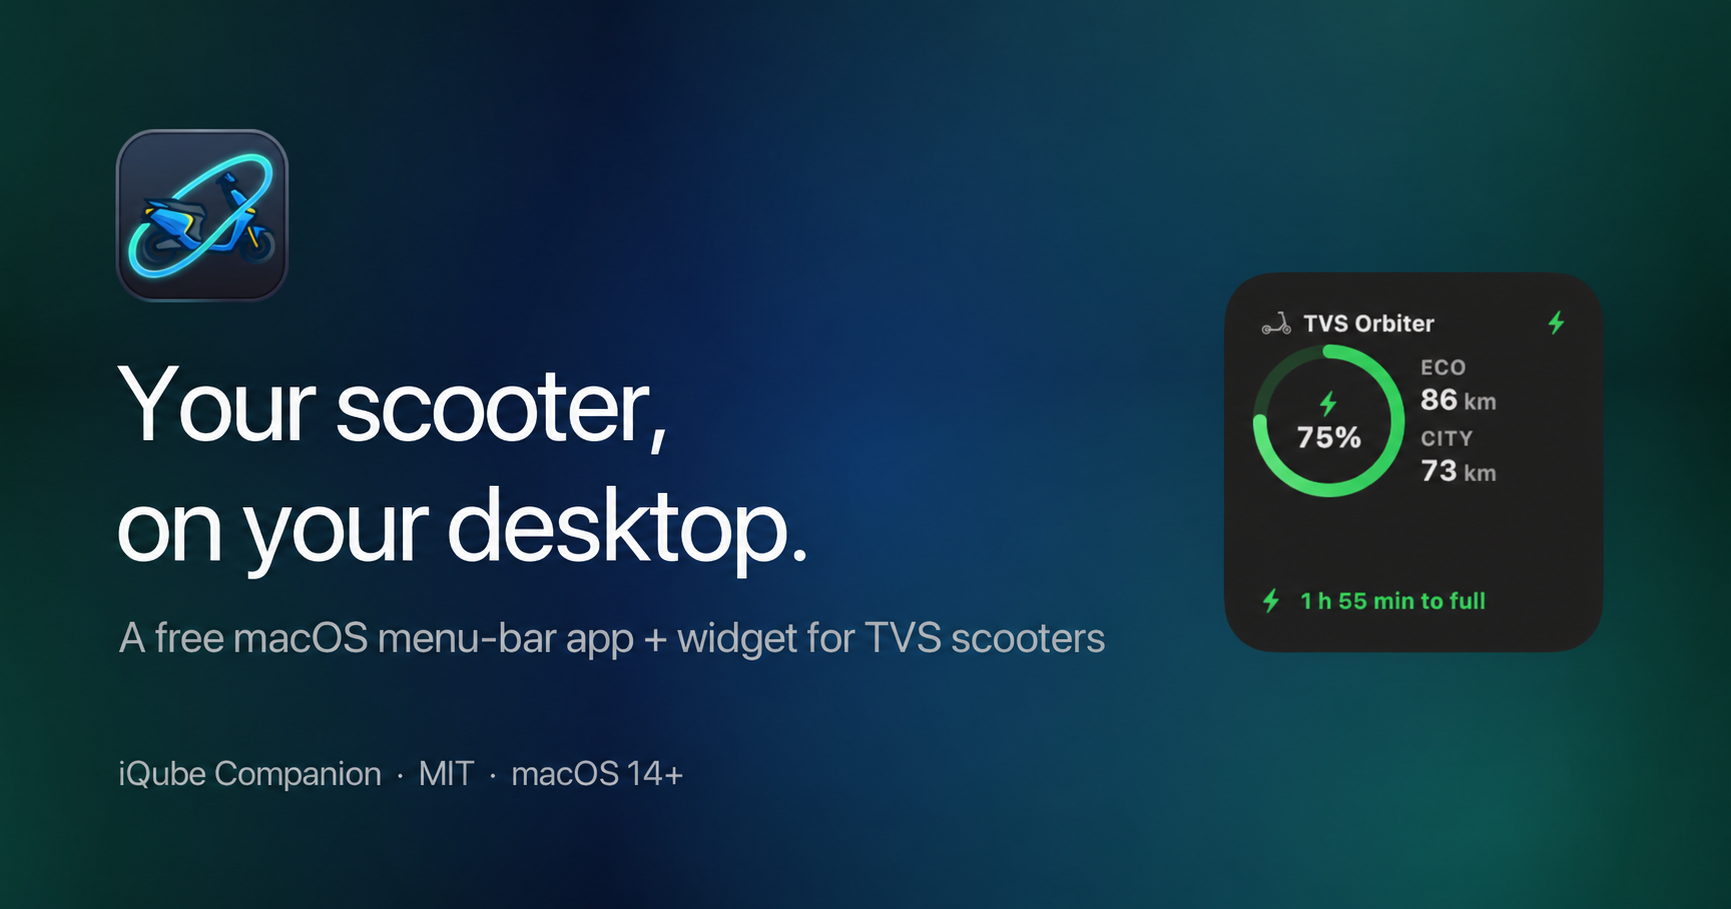 Your scooter,
on your desktop.
A free macOS menu-bar app + widget for TVS scooters
iQube Companion · MIT · macOS 14+
TVS Orbiter
75%
ECO
86 km
CITY
73 km
1 h 55 min to full